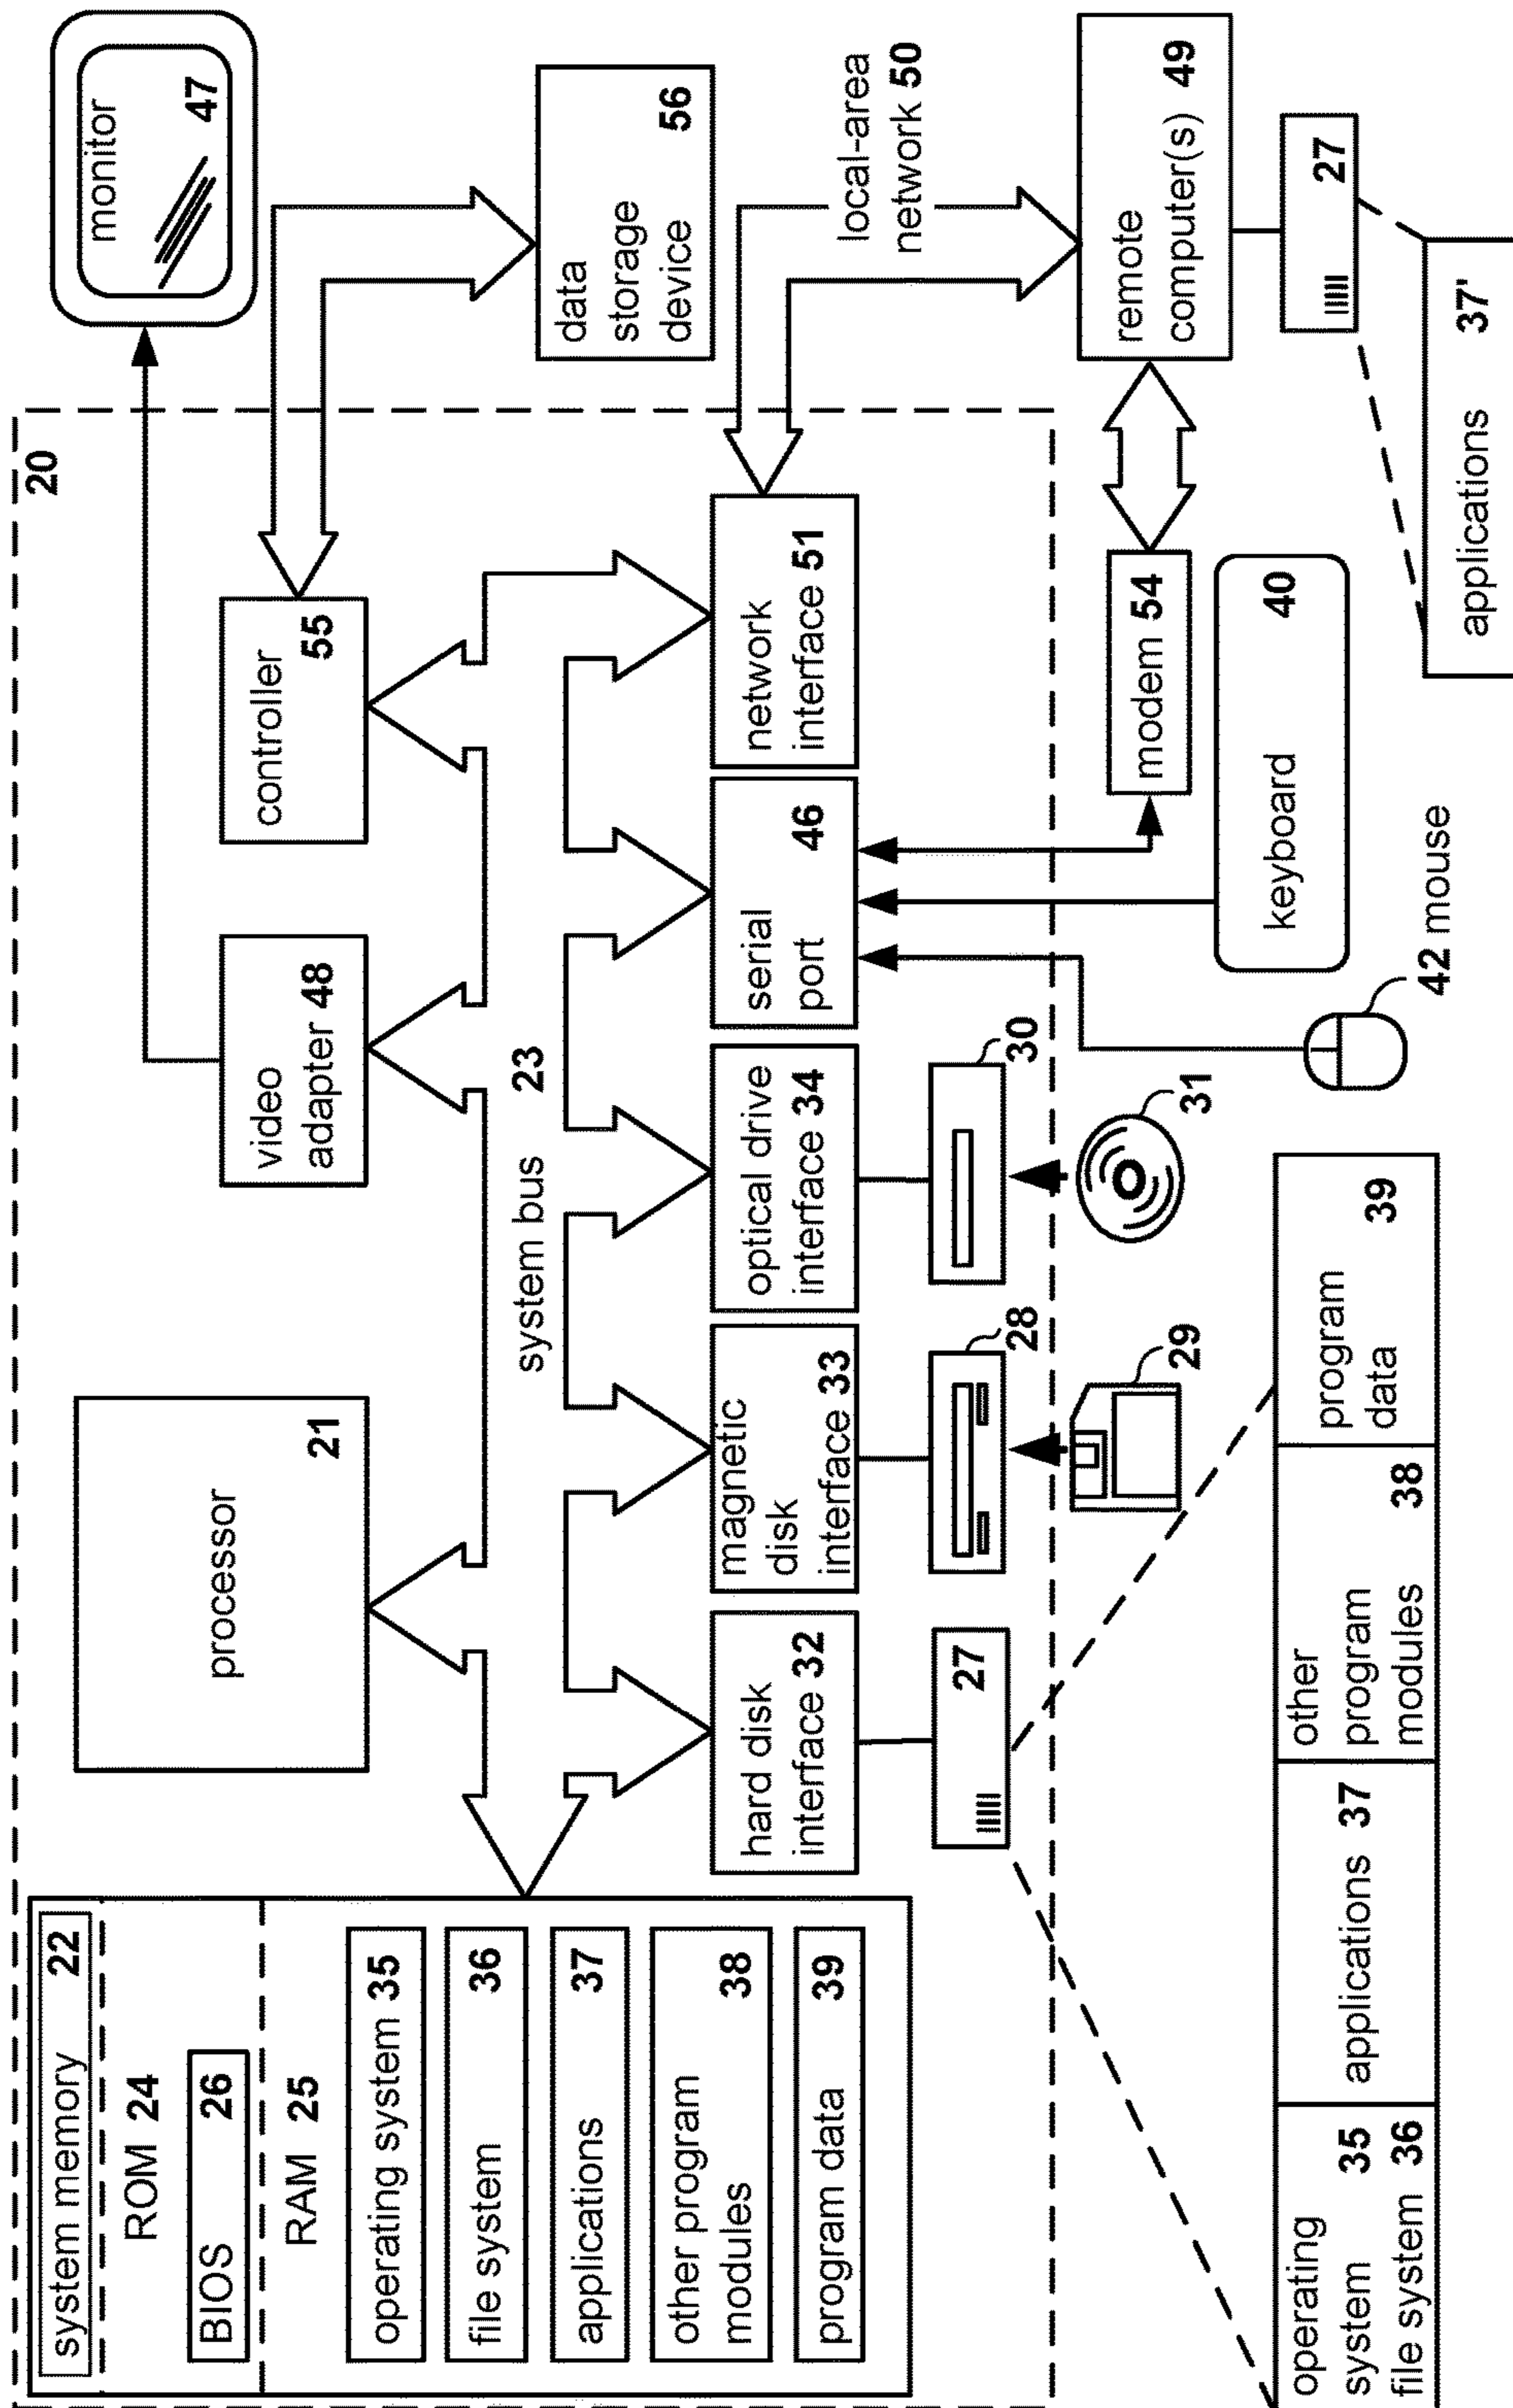 20
system memory 22
ROM 24
BIOS 26
RAM 25
operating system 35
file system 36
applications 37
other program
modules 38
program data 39
processor
21
video
adapter 48
controller
55
monitor
47
system bus 23
data
storage
device 56
hard disk
interface 32
magnetic
disk
interface 33
optical drive
interface 34
serial
port 46
network
interface 51
local-area
network 50
27
28
30
29
31
modem 54
remote
computer(s) 49
27
keyboard 40
42 mouse
operating
system 35
file system 36
applications 37
other
program
modules 38
program
data 39
applications 37'